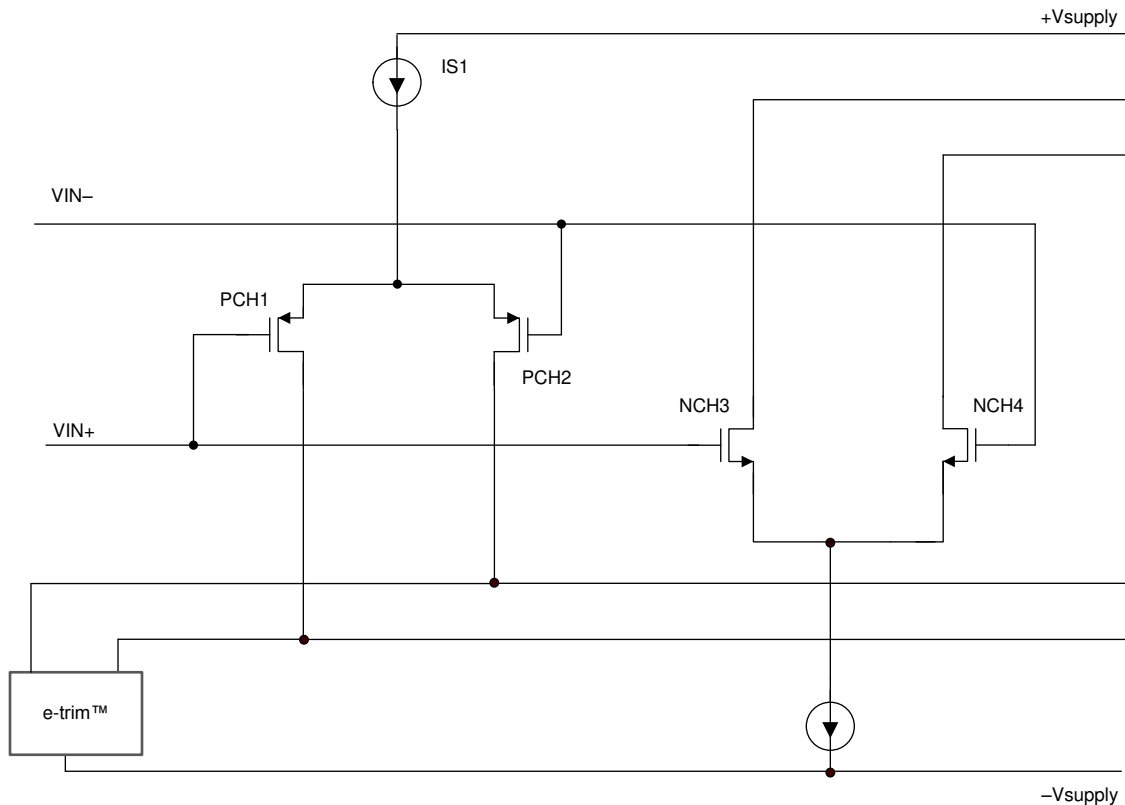 +Vsupply
IS1
VIN–
PCH1
PCH2
NCH3
NCH4
VIN+
e-trim™
–Vsupply